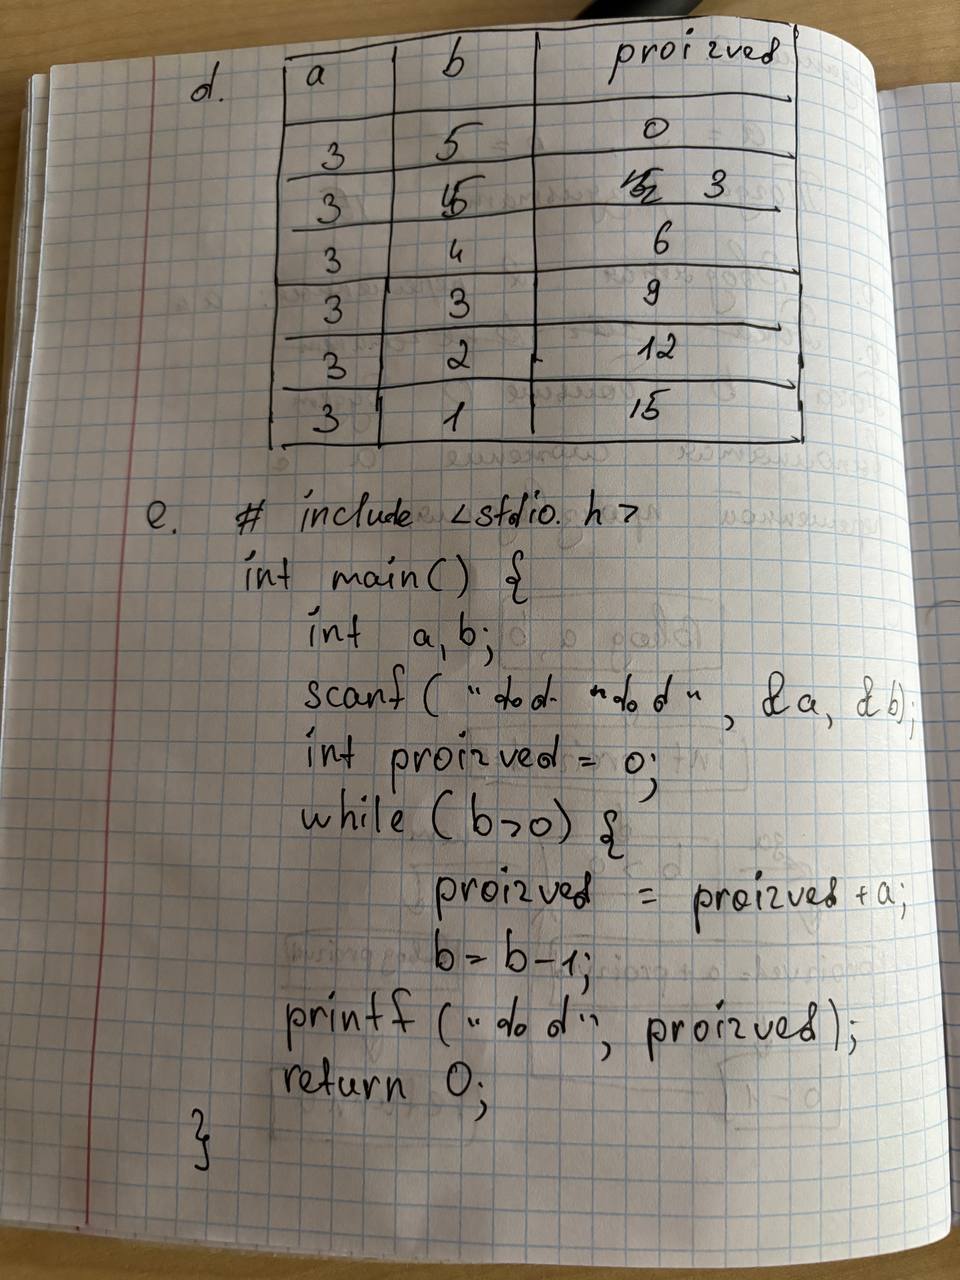 d.
a b proizved
3 5 0
3 5 3
3 4 6
3 3 9
3 2 12
3 1 15
e. # include <stdio.h>
int main() {
int a, b;
scanf ("%d "%d", &a, &b);
int proizved = 0;
while (b>0) {
proizved = proizved + a;
b = b-1;
printf ("%d", proizved);
return 0;
}